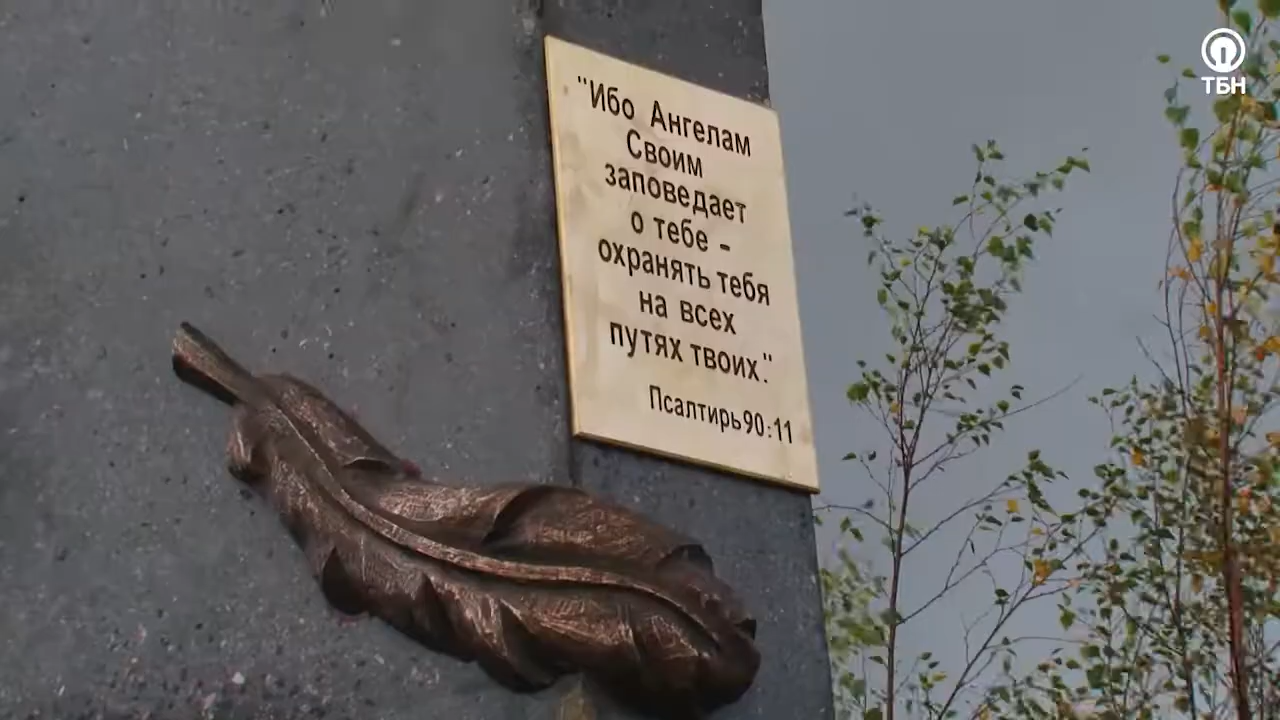 "Ибо Ангелам
Своим
заповедает
о тебе -
охранять тебя
на всех
путях твоих."
Псалтирь90:11
ТБН